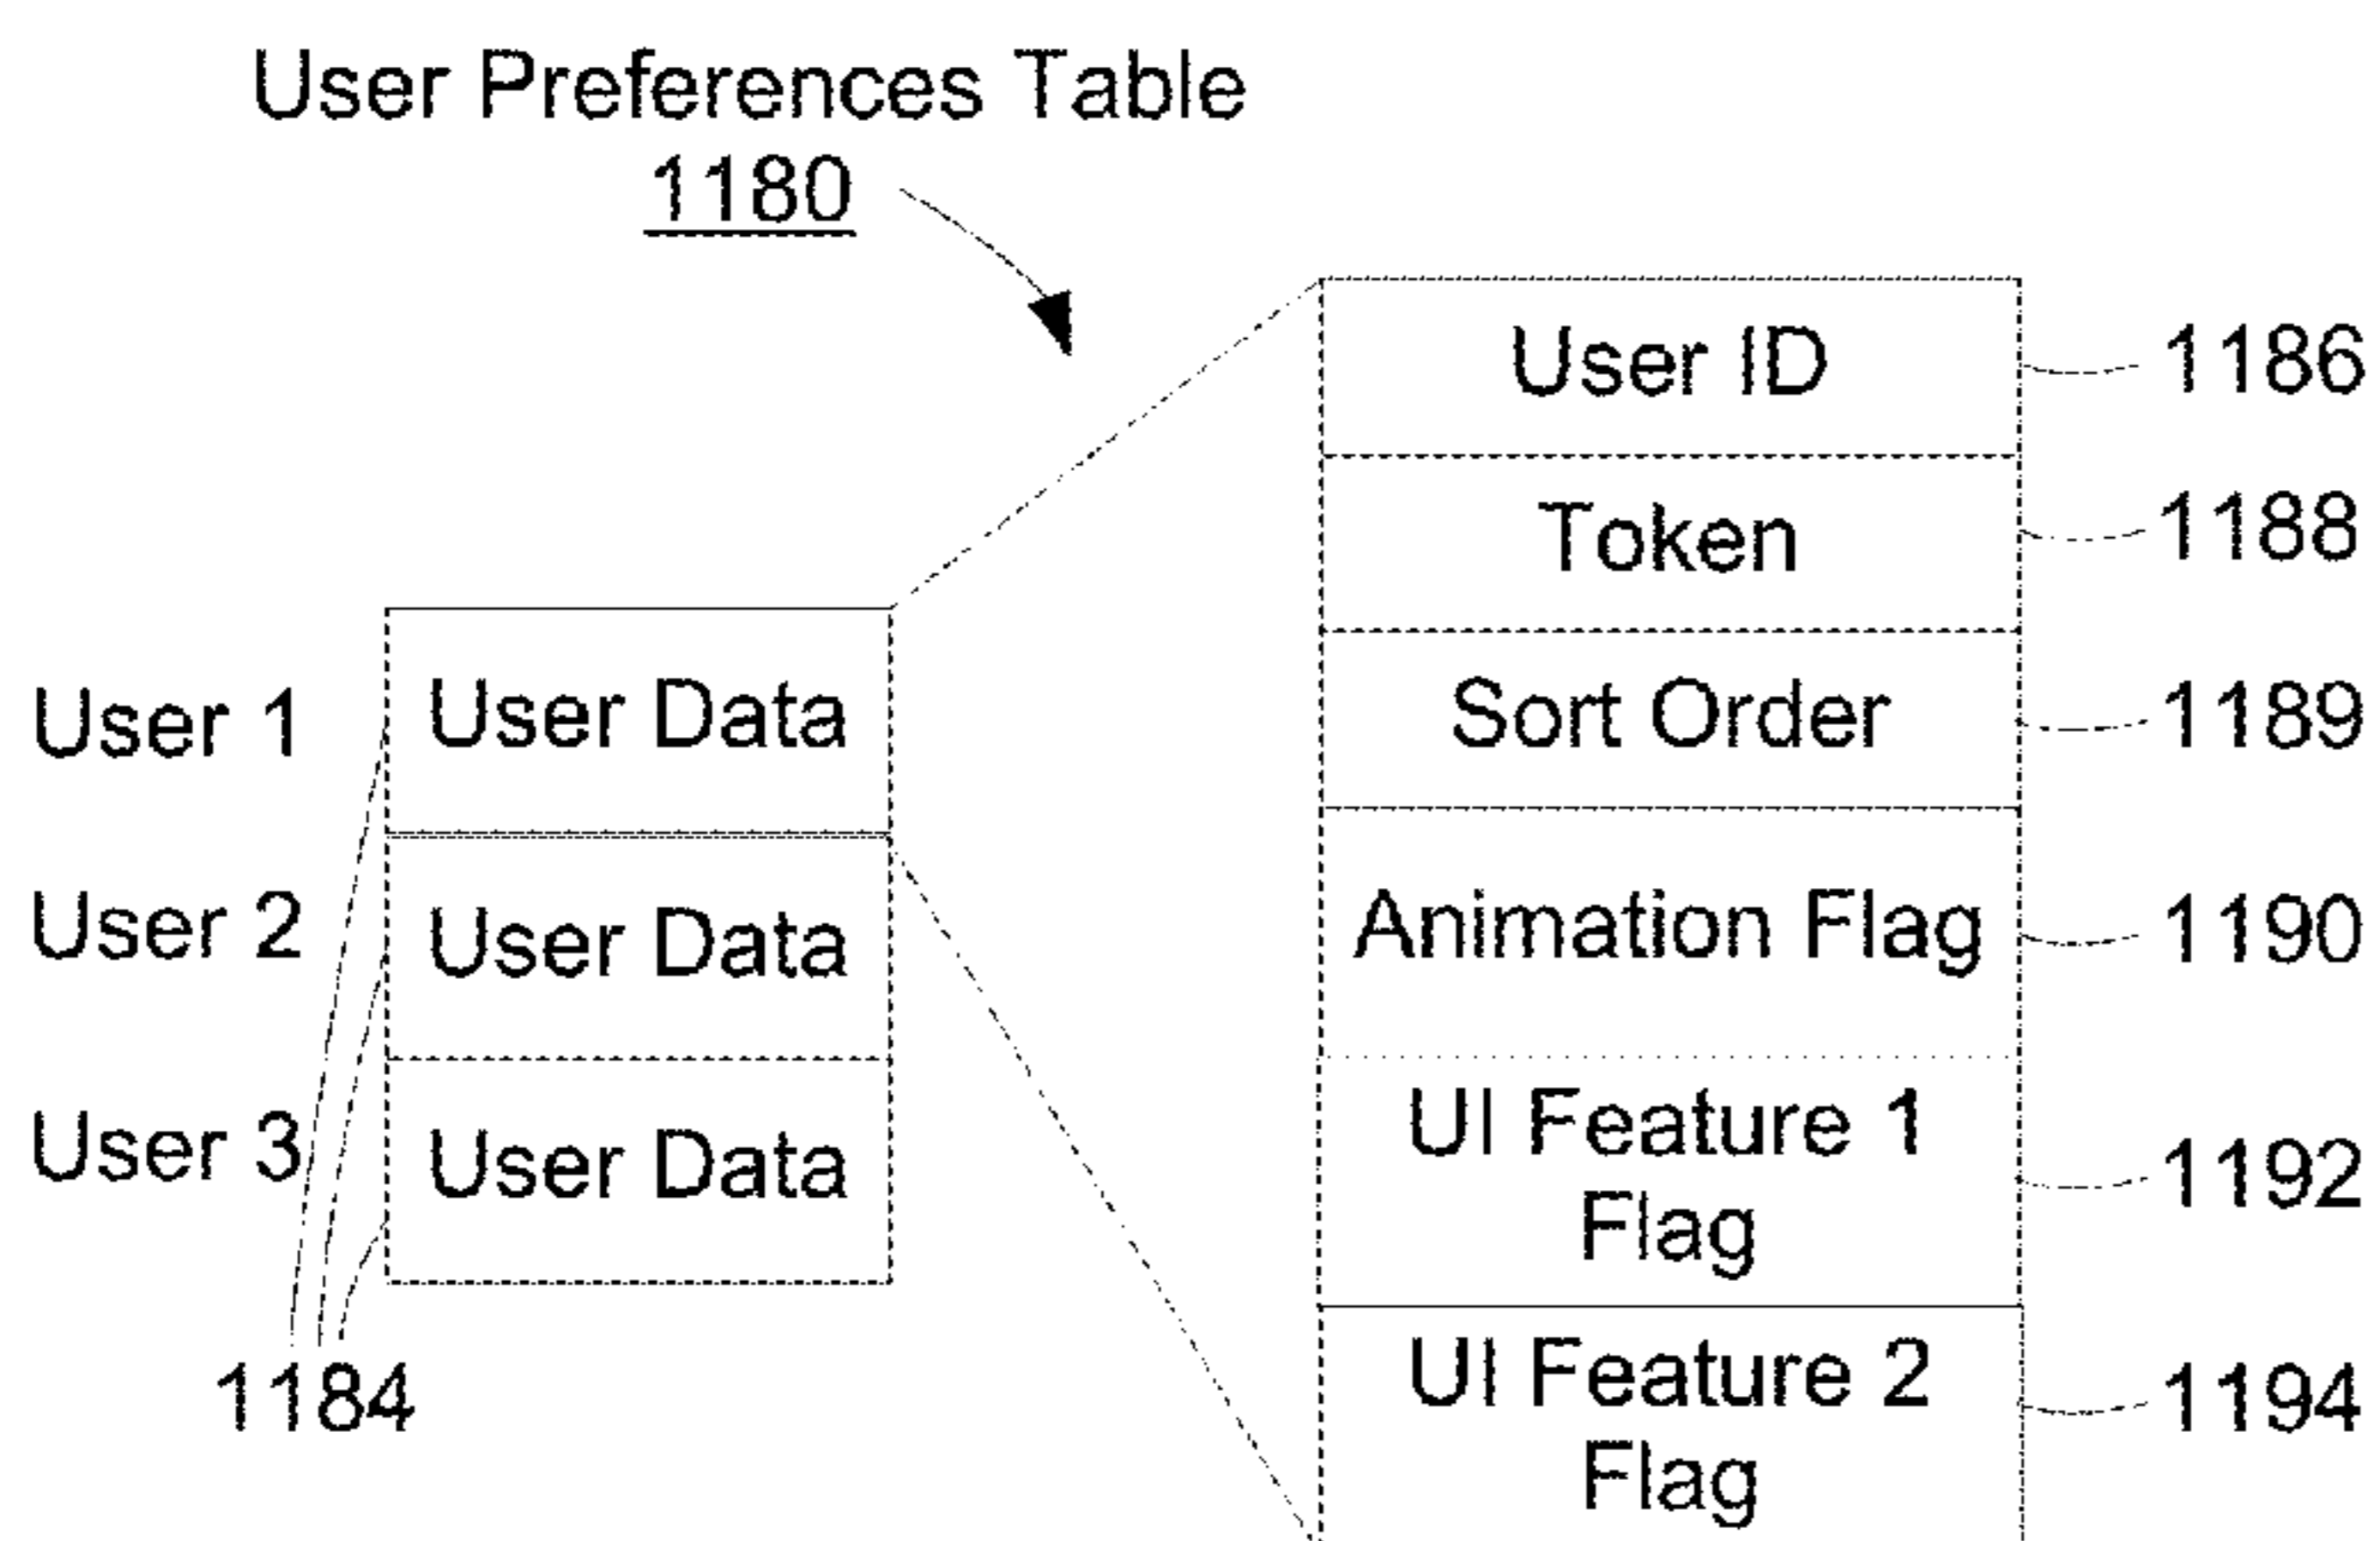 User Preferences Table
1180
User ID
1186
Token
1188
Sort Order
1189
Animation Flag
1190
UI Feature 1
Flag
1192
UI Feature 2
Flag
1194
User 1
User Data
User 2
User Data
User 3
User Data
1184